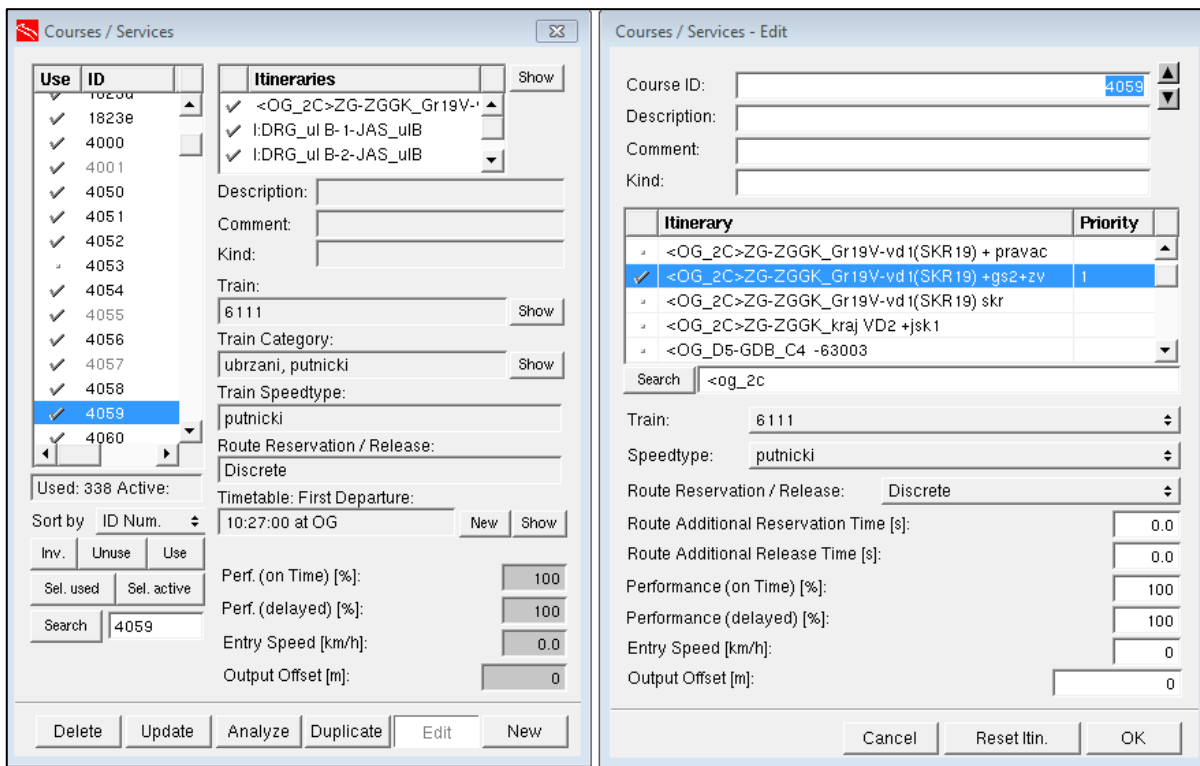 Courses / Services
Use ID
1823d
1823e
4000
4001
4050
4051
4052
4053
4054
4055
4056
4057
4058
4059
4060
Used: 338 Active:
Sort by ID Num.
Inv. Unuse Use
Sel. used Sel. active
Search 4059
Itineraries Show
<OG_2C>ZG-ZGGK_Gr19V-
I:DRG_ul B-1-JAS_ulB
I:DRG_ul B-2-JAS_ulB
Description:
Comment:
Kind:
Train:
6111 Show
Train Category:
ubrzani, putnicki Show
Train Speedtype:
putnicki
Route Reservation / Release:
Discrete
Timetable: First Departure:
10:27:00 at OG New Show
Perf. (on Time) [%]: 100
Perf. (delayed) [%]: 100
Entry Speed [km/h]: 0.0
Output Offset [m]: 0
Delete Update Analyze Duplicate Edit New
Courses / Services - Edit
Course ID: 4059
Description:
Comment:
Kind:
Itinerary Priority
<OG_2C>ZG-ZGGK_Gr19V-vd1(SKR19) + pravac
<OG_2C>ZG-ZGGK_Gr19V-vd1(SKR19) +gs2+zv 1
<OG_2C>ZG-ZGGK_Gr19V-vd1(SKR19) skr
<OG_2C>ZG-ZGGK_kraj VD2 +jsk1
<OG_D5-GDB_C4 -63003
Search <og_2c
Train: 6111
Speedtype: putnicki
Route Reservation / Release: Discrete
Route Additional Reservation Time [s]: 0.0
Route Additional Release Time [s]: 0.0
Performance (on Time) [%]: 100
Performance (delayed) [%]: 100
Entry Speed [km/h]: 0
Output Offset [m]: 0
Cancel Reset Itin. OK